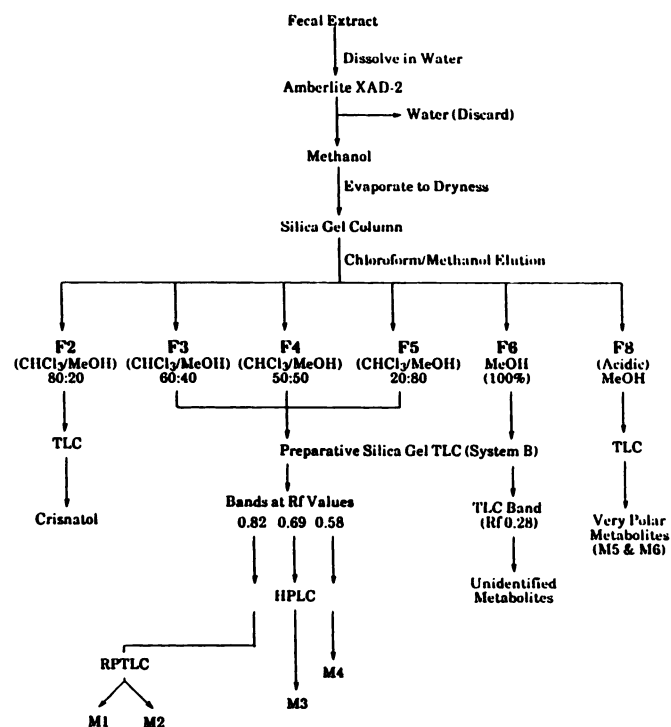 Fecal Extract
Dissolve in Water
Amberlite XAD-2
Water (Discard)
Methanol
Evaporate to Dryness
Silica Gel Column
Chloroform/Methanol Elution
F2 F3 F4 F5 F6 F8
(CHCl3/MeOH) (CHCl3/MeOH) (CHCl3/MeOH) (CHCl3/MeOH) MeOH (Acidic)
80:20 60:40 50:50 20:80 (100%) MeOH
TLC Preparative Silica Gel TLC (System B) TLC
Crisnatol
Bands at Rf Values
0.82 0.69 0.58
TLC Band
(Rf 0.28)
Very Polar
Metabolites
(M5 & M6)
Unidentified
Metabolites
HPLC
RPTLC
M4
M3
M1 M2